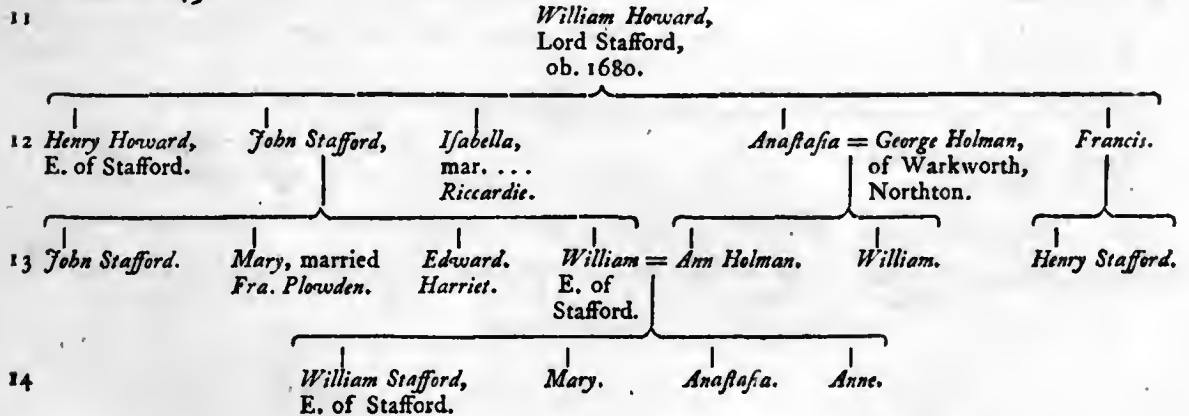 11 William Howard,
Lord Stafford,
ob. 1680.
12 Henry Howard, John Stafford, Iſabella, Anaſtaſia = George Holman, Francis.
E. of Stafford. mar. ... of Warkworth,
Riccardie. Northton.
13 John Stafford. Mary, married Edward. William = Ann Holman. William. Henry Stafford.
Fra. Plowden. Harriet. E. of
Stafford.
14 William Stafford, Mary. Anaſtaſia. Anne.
E. of Stafford.